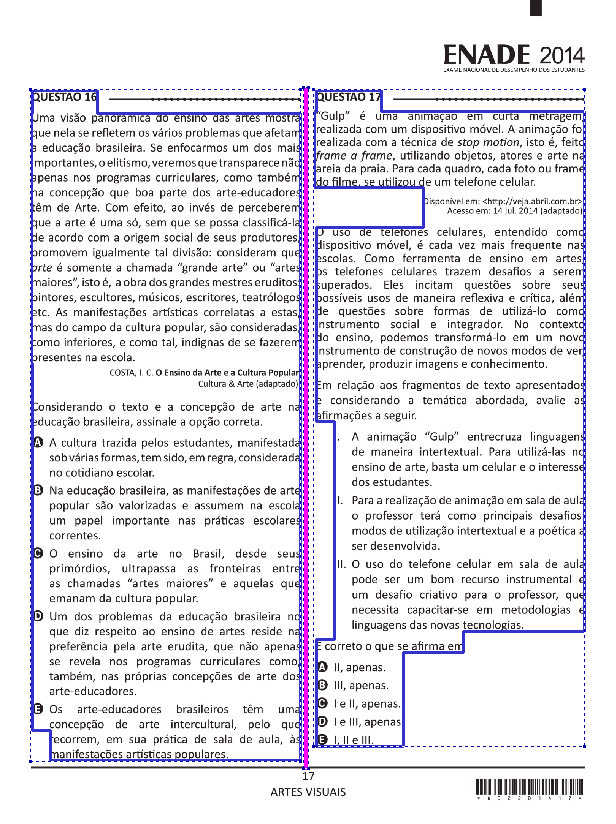 ENADE 2014
EXAME NACIONAL DE DESEMPENHO DOS ESTUDANTES
QUESTÃO 16
Uma visão panorâmica do ensino das artes mostra
que nela se refletem os vários problemas que afetam
a educação brasileira. Se enfocarmos um dos mais
importantes, o elitismo, veremos que transparece não
apenas nos programas curriculares, como também
na concepção que boa parte dos arte-educadores
têm de Arte. Com efeito, ao invés de perceberem
que a arte é uma só, sem que se possa classificá-la
de acordo com a origem social de seus produtores,
promovem igualmente tal divisão: consideram que
arte é somente a chamada “grande arte” ou “artes
maiores”, isto é, a obra dos grandes mestres eruditos:
pintores, escultores, músicos, escritores, teatrólogos
etc. As manifestações artísticas correlatas a estas,
mas do campo da cultura popular, são consideradas
como inferiores, e como tal, indignas de se fazerem
presentes na escola.
COSTA, I. C. O Ensino da Arte e a Cultura Popular
Cultura & Arte (adaptado)
Considerando o texto e a concepção de arte na
educação brasileira, assinale a opção correta.
A A cultura trazida pelos estudantes, manifestada
sob várias formas, tem sido, em regra, considerada
no cotidiano escolar.
B Na educação brasileira, as manifestações de arte
popular são valorizadas e assumem na escola
um papel importante nas práticas escolares
correntes.
C O ensino da arte no Brasil, desde seus
primórdios, ultrapassa as fronteiras entre
as chamadas “artes maiores” e aquelas que
emanam da cultura popular.
D Um dos problemas da educação brasileira no
que diz respeito ao ensino de artes reside na
preferência pela arte erudita, que não apenas
se revela nos programas curriculares como,
também, nas próprias concepções de arte dos
arte-educadores.
E Os arte-educadores brasileiros têm uma
concepção de arte intercultural, pelo que
recorrem, em sua prática de sala de aula, às
manifestações artísticas populares.
QUESTÃO 17
“Gulp” é uma animação em curta metragem
realizada com um dispositivo móvel. A animação foi
realizada com a técnica de stop motion, isto é, feito
frame a frame, utilizando objetos, atores e arte na
areia da praia. Para cada quadro, cada foto ou frame
do filme, se utilizou de um telefone celular.
Disponível em: <http://veja.abril.com.br>
Acesso em: 14 jul. 2014 (adaptado)
O uso de telefones celulares, entendido como
dispositivo móvel, é cada vez mais frequente nas
escolas. Como ferramenta de ensino em artes,
os telefones celulares trazem desafios a serem
superados. Eles incitam questões sobre seus
possíveis usos de maneira reflexiva e crítica, além
de questões sobre formas de utilizá-lo como
instrumento social e integrador. No contexto
do ensino, podemos transformá-lo em um novo
instrumento de construção de novos modos de ver,
aprender, produzir imagens e conhecimento.
Em relação aos fragmentos de texto apresentados
e considerando a temática abordada, avalie as
afirmações a seguir.
I. A animação “Gulp” entrecruza linguagens
de maneira intertextual. Para utilizá-las no
ensino de arte, basta um celular e o interesse
dos estudantes.
II. Para a realização de animação em sala de aula
o professor terá como principais desafios,
modos de utilização intertextual e a poética a
ser desenvolvida.
III. O uso do telefone celular em sala de aula
pode ser um bom recurso instrumental e
um desafio criativo para o professor, que
necessita capacitar-se em metodologias e
linguagens das novas tecnologias.
É correto o que se afirma em
A II, apenas.
B III, apenas.
C I e II, apenas.
D I e III, apenas.
E I, II e III.
17
ARTES VISUAIS